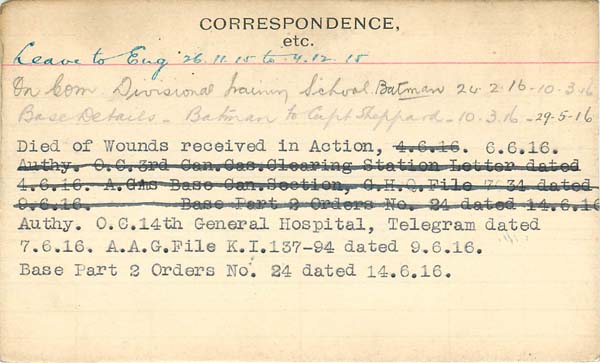 CORRESPONDENCE,
etc.
Leave to Eng 26.11.15 to 4.12.15
On Com Divisional Training School. Batman 24-2-16-10-3-16
Base Details - Batman to Capt Sheppard - 10.3.16 - 29-5-16
Died of Wounds received in Action, 4.6.16. 6.6.16.
Authy. O.C.3rd Can.Cas.Clearing Station Letter dated
4.6.16. A.G's Base Can.Section, G.H.Q.File 7/34 dated
9.6.16. Base Part 2 Orders No. 24 dated 14.6.16
Authy. O.C.14th General Hospital, Telegram dated
7.6.16. A.A.G.File K.I.137-94 dated 9.6.16.
Base Part 2 Orders No. 24 dated 14.6.16.